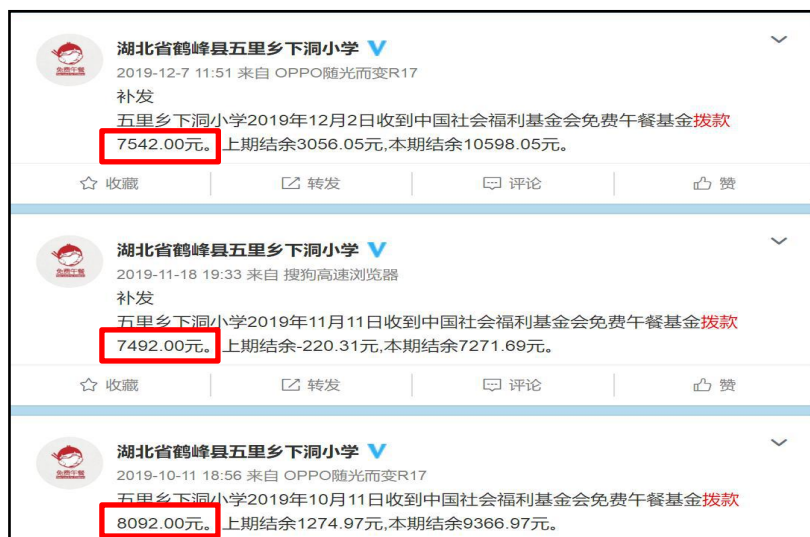 湖北省鹤峰县五里乡下洞小学
2019-12-7 11:51 来自 OPPO随光而变R17
补发
五里乡下洞小学2019年12月2日收到中国社会福利基金会免费午餐基金拨款
7542.00元。上期结余3056.05元,本期结余10598.05元。
免费午餐
收藏 转发 评论 赞
湖北省鹤峰县五里乡下洞小学
2019-11-18 19:33 来自 搜狗高速浏览器
补发
五里乡下洞小学2019年11月11日收到中国社会福利基金会免费午餐基金拨款
7492.00元。上期结余-220.31元,本期结余7271.69元。
免费午餐
收藏 转发 评论 赞
湖北省鹤峰县五里乡下洞小学
2019-10-11 18:56 来自 OPPO随光而变R17
五里乡下洞小学2019年10月11日收到中国社会福利基金会免费午餐基金拨款
8092.00元。上期结余1274.97元,本期结余9366.97元。
免费午餐